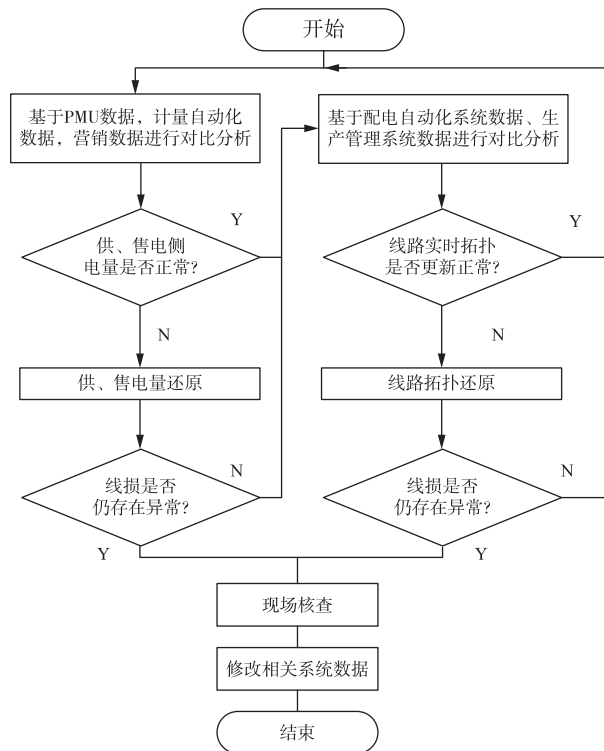 开始
基于PMU数据，计量自动化
数据，营销数据进行对比分析
基于配电自动化系统数据、生
产管理系统数据进行对比分析
Y
供、售电侧
电量是否正常?
Y
线路实时拓扑
是否更新正常?
N
N
供、售电量还原
线路拓扑还原
N
线损是否
仍存在异常?
N
线损是否
仍存在异常?
Y
Y
现场核查
修改相关系统数据
结束